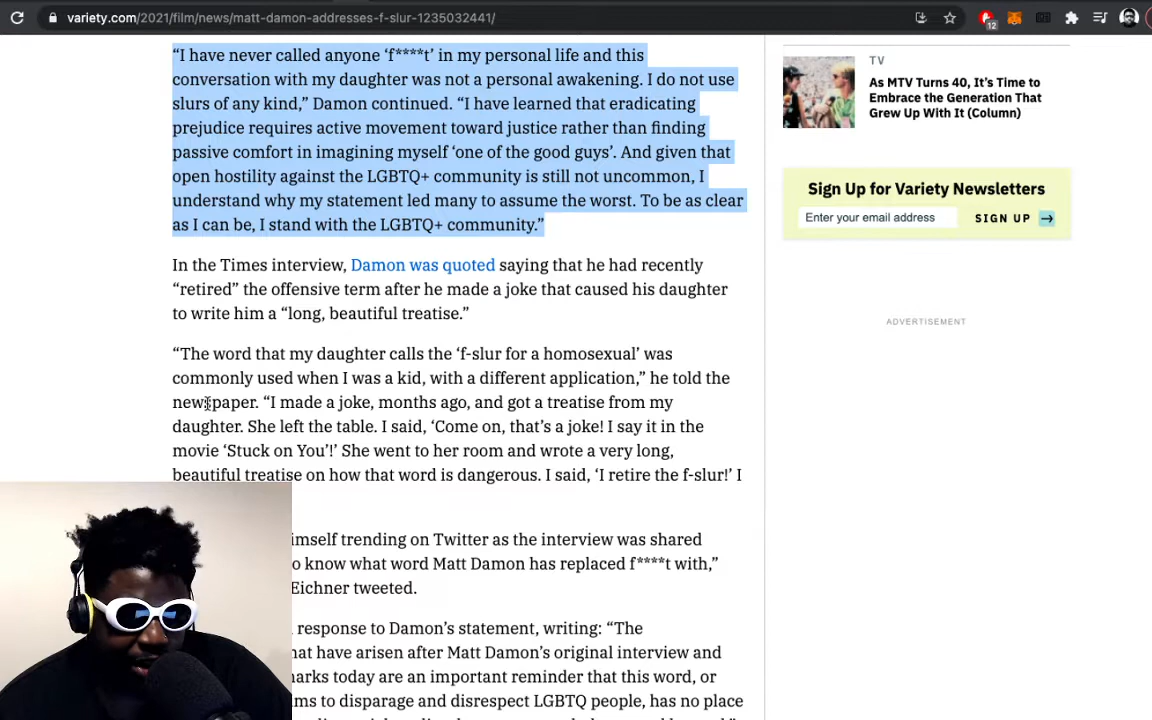 variety.com/2021/film/news/matt-damon-addresses-f-slur-1235032441/
12
“I have never called anyone ‘f****t’ in my personal life and this
conversation with my daughter was not a personal awakening. I do not use
slurs of any kind,” Damon continued. “I have learned that eradicating
prejudice requires active movement toward justice rather than finding
passive comfort in imagining myself ‘one of the good guys’. And given that
open hostility against the LGBTQ+ community is still not uncommon, I
understand why my statement led many to assume the worst. To be as clear
as I can be, I stand with the LGBTQ+ community.”
In the Times interview, Damon was quoted saying that he had recently
“retired” the offensive term after he made a joke that caused his daughter
to write him a “long, beautiful treatise.”
“The word that my daughter calls the ‘f-slur for a homosexual’ was
commonly used when I was a kid, with a different application,” he told the
newspaper. “I made a joke, months ago, and got a treatise from my
daughter. She left the table. I said, ‘Come on, that’s a joke! I say it in the
movie ‘Stuck on You’!’ She went to her room and wrote a very long,
beautiful treatise on how that word is dangerous. I said, ‘I retire the f-slur!’ I
imself trending on Twitter as the interview was shared
o know what word Matt Damon has replaced f****t with,”
Eichner tweeted.
response to Damon’s statement, writing: “The
hat have arisen after Matt Damon’s original interview and
arks today are an important reminder that this word, or
ims to disparage and disrespect LGBTQ people, has no place
TV
As MTV Turns 40, It’s Time to
Embrace the Generation That
Grew Up With It (Column)
Sign Up for Variety Newsletters
Enter your email address
SIGN UP
ADVERTISEMENT